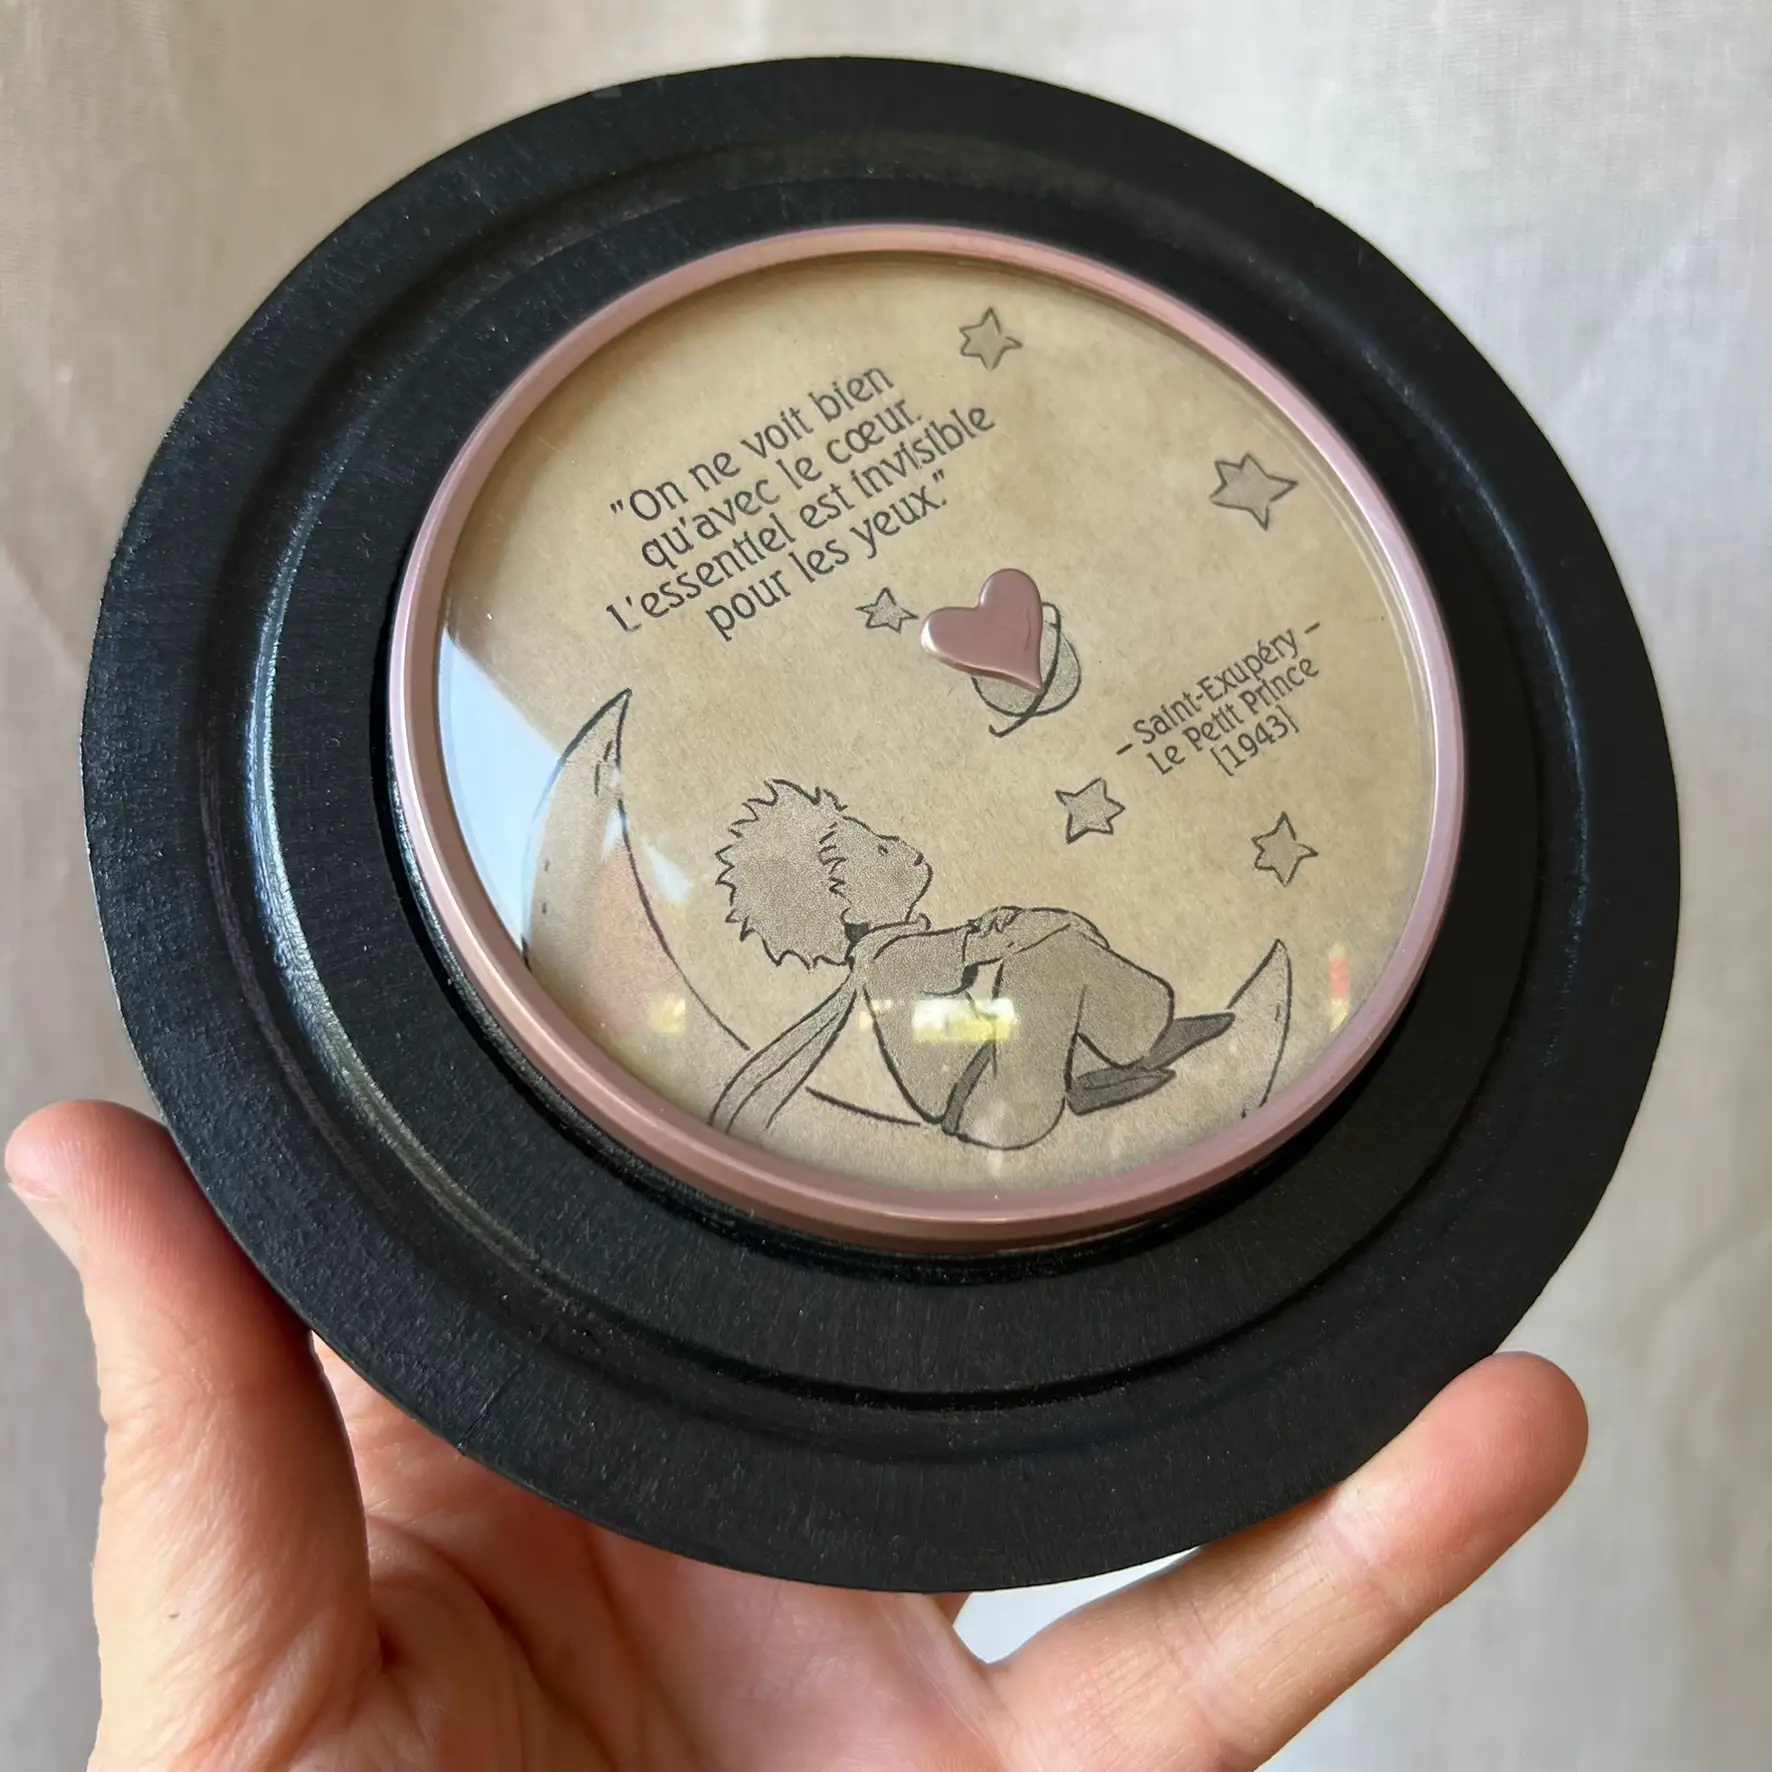 "On ne voit bien
qu'avec le cœur.
L'essentiel est invisible
pour les yeux."
– Saint-Exupéry –
Le Petit Prince
[1943]